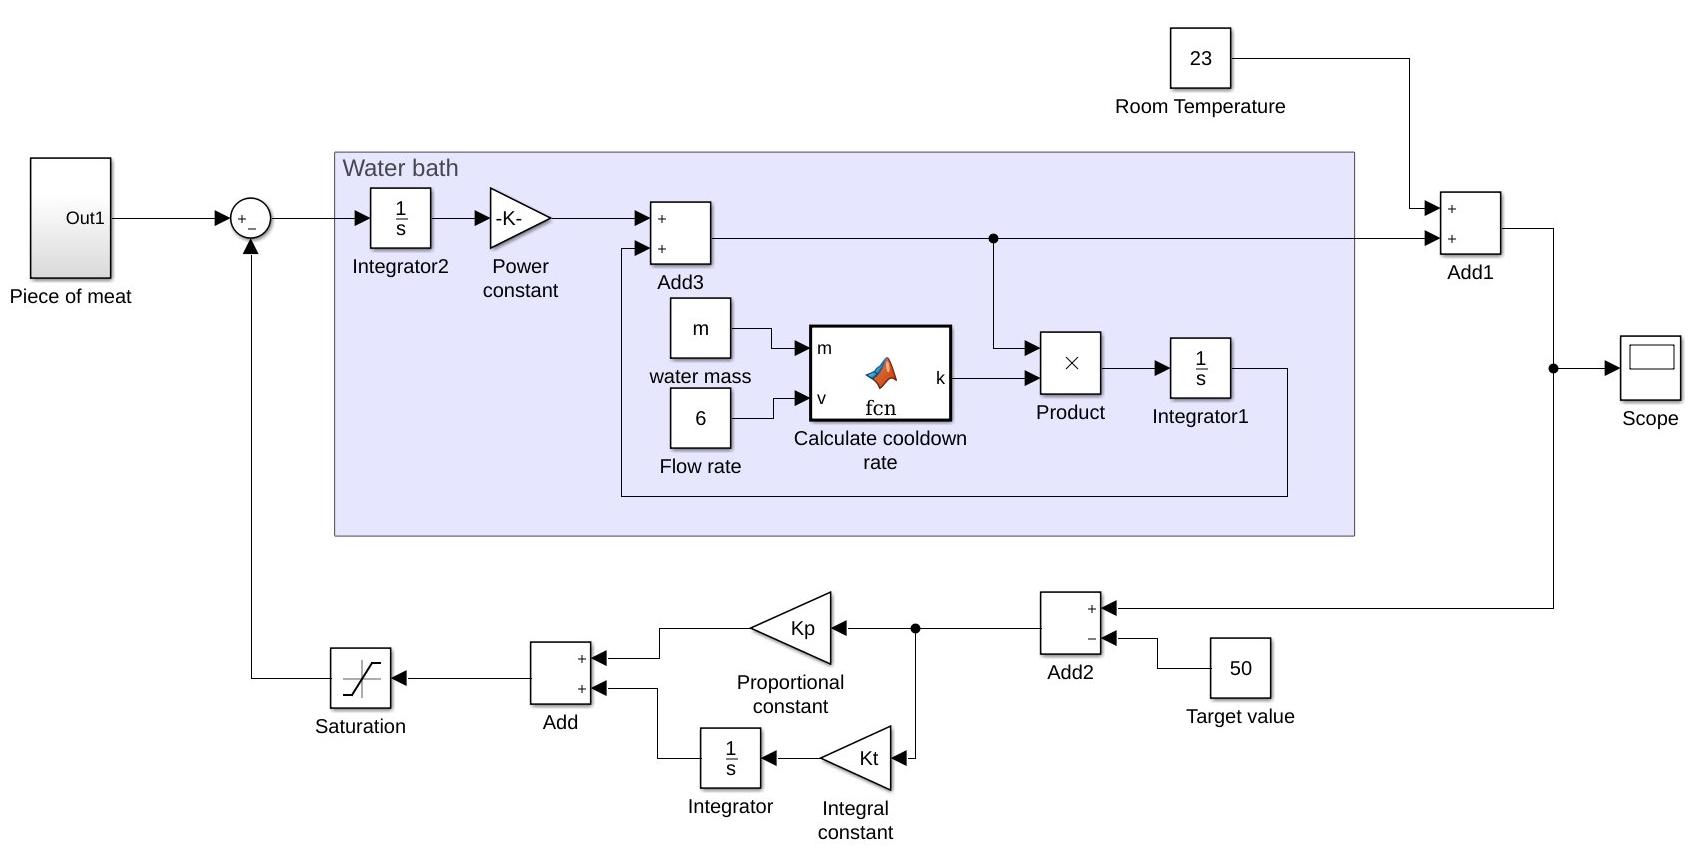 23
Room Temperature
Water bath
Out1
Piece of meat
+
−
1
s
Integrator2
-K-
Power
constant
+
+
Add3
m
water mass
6
Flow rate
m
v
k
fcn
Calculate cooldown
rate
×
Product
1
s
Integrator1
+
+
Add1
Scope
+
−
Add2
50
Target value
Kp
Proportional
constant
Kt
Integral
constant
1
s
Integrator
+
+
Add
Saturation